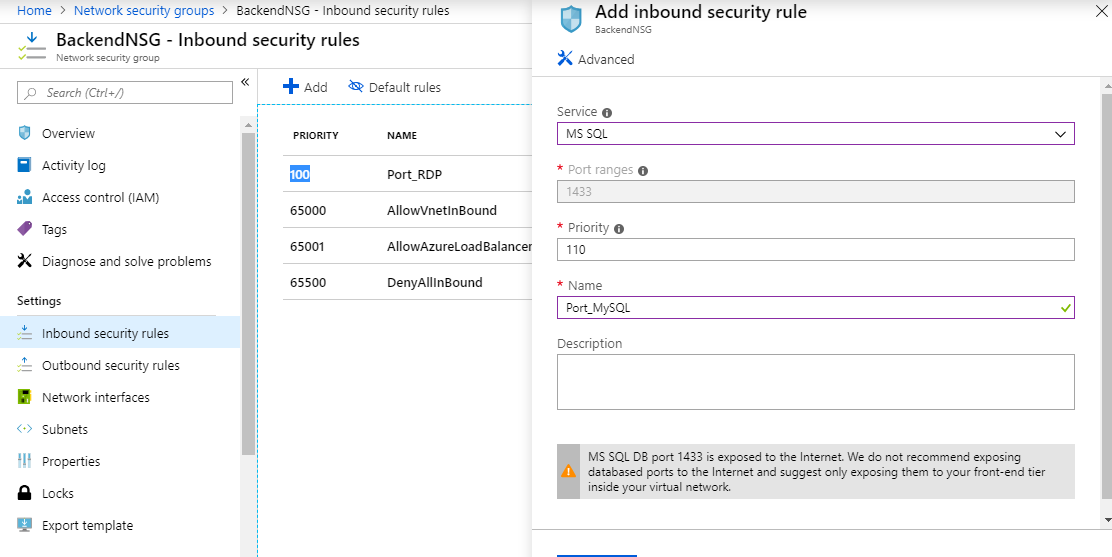 Home > Network security groups > BackendNSG - Inbound security rules
BackendNSG - Inbound security rules
Network security group
Search (Ctrl+/)
«
Overview
Activity log
Access control (IAM)
Tags
Diagnose and solve problems
Settings
Inbound security rules
Outbound security rules
Network interfaces
Subnets
Properties
Locks
Export template
Add
Default rules
PRIORITY NAME
100 Port_RDP
65000 AllowVnetInBound
65001 AllowAzureLoadBalancer
65500 DenyAllInBound
Add inbound security rule
BackendNSG
Advanced
Service
MS SQL
* Port ranges
1433
* Priority
110
* Name
Port_MySQL
Description
MS SQL DB port 1433 is exposed to the Internet. We do not recommend exposing
databased ports to the Internet and suggest only exposing them to your front-end tier
inside your virtual network.